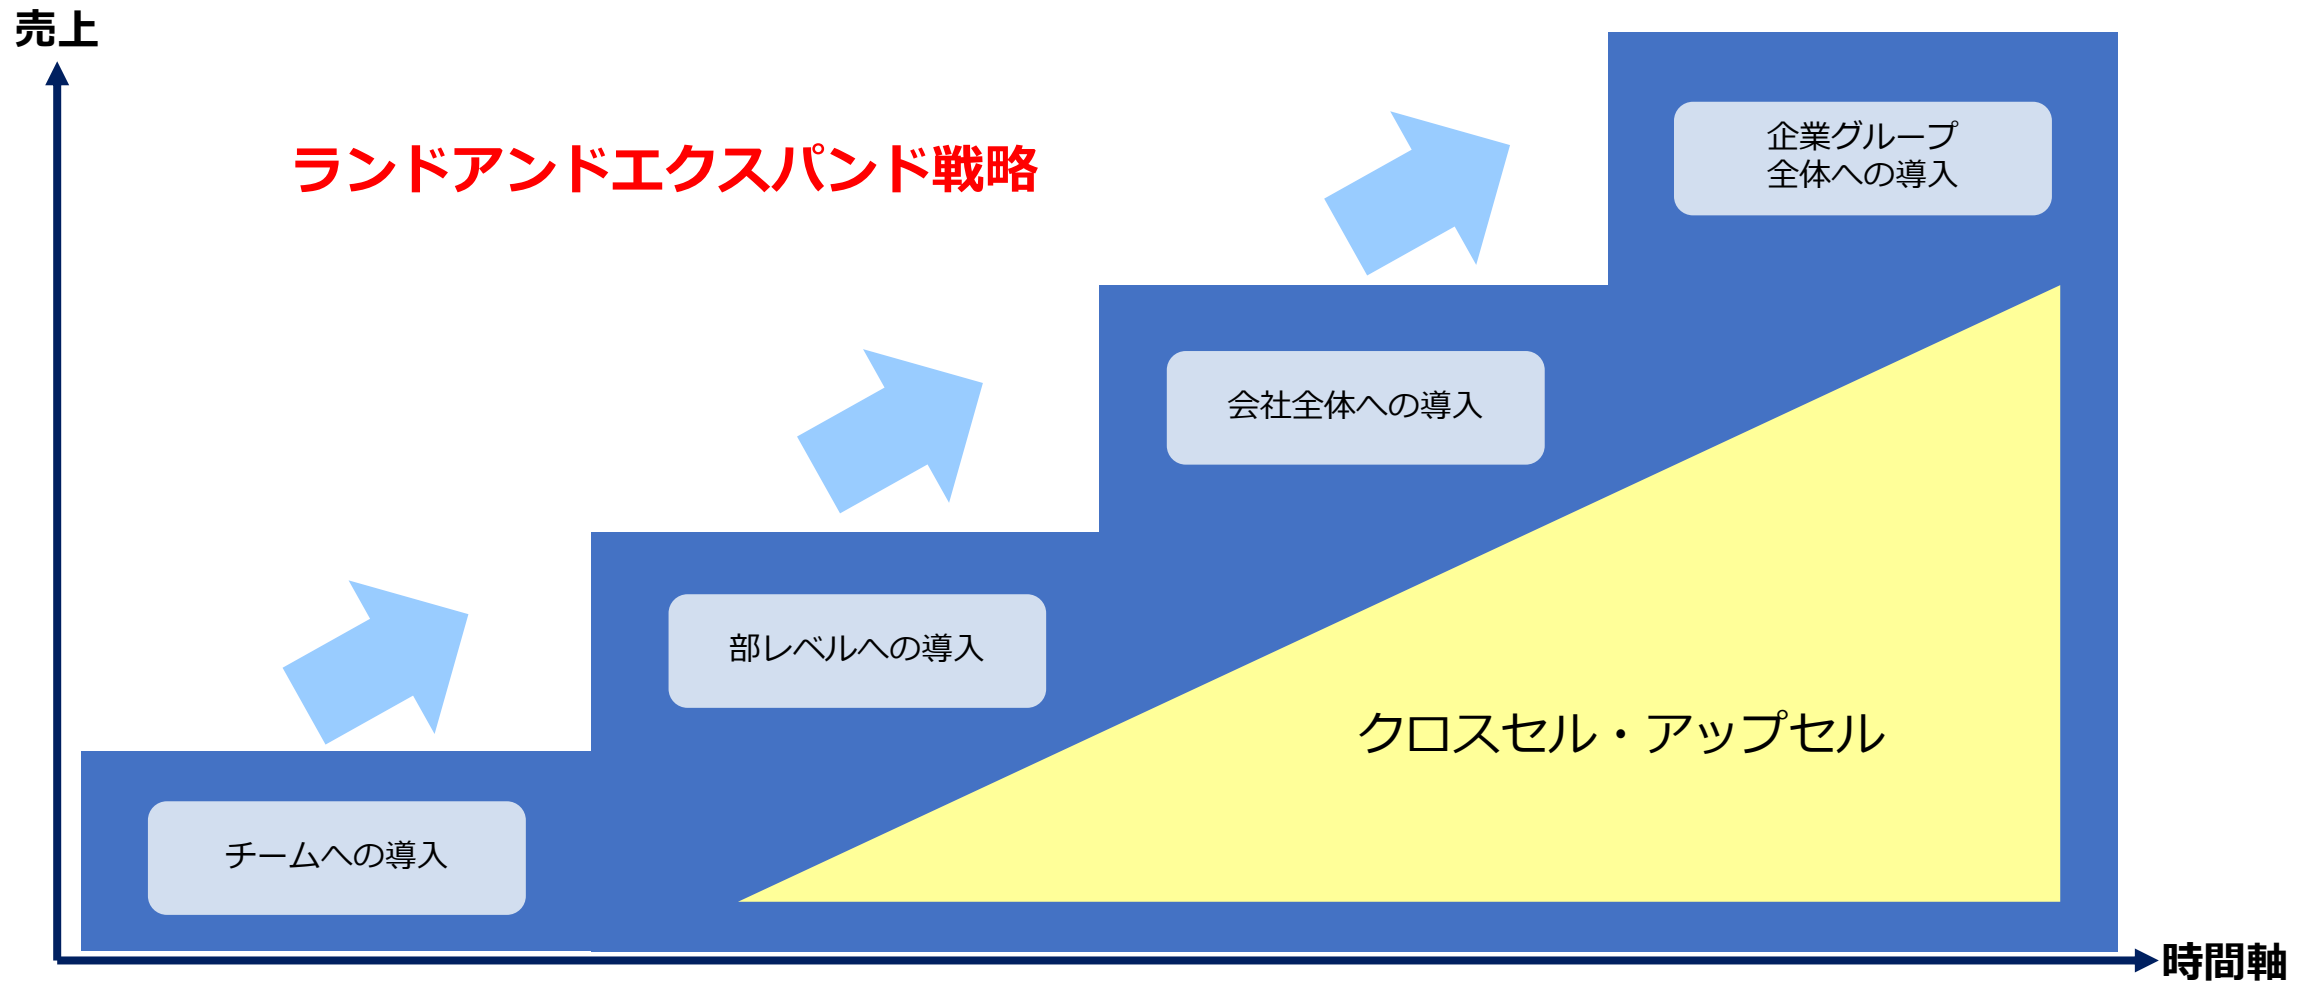 売上
ランドアンドエクスパンド戦略
企業グループ
全体への導入
会社全体への導入
部レベルへの導入
クロスセル・アップセル
チームへの導入
時間軸